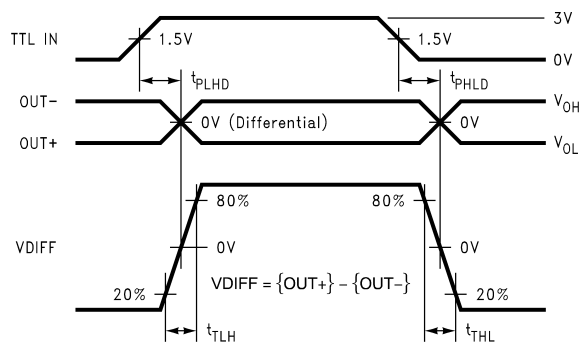 3V
TTL IN
1.5V
1.5V
0V
tPLHD
tPHLD
OUT-
VOH
0V (Differential)
0V
OUT+
VOL
80%
80%
VDIFF
0V
0V
VDIFF = {OUT+} – {OUT-}
20%
20%
tTLH
tTHL